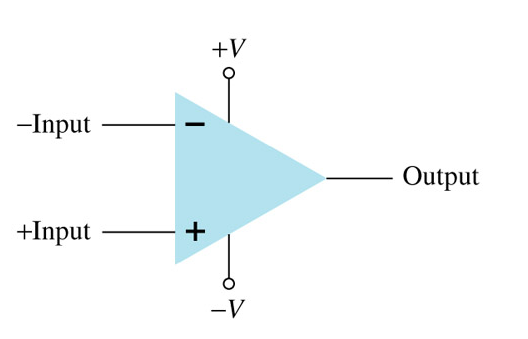 +V
–Input
−
Output
+Input
+
–V